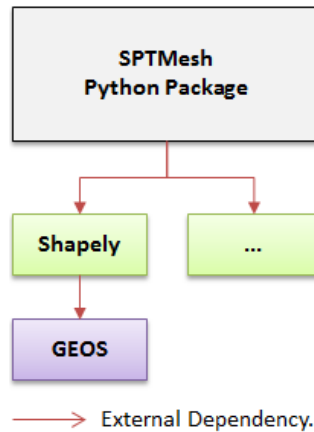 SPTMesh
Python Package
Shapely
...
GEOS
External Dependency.